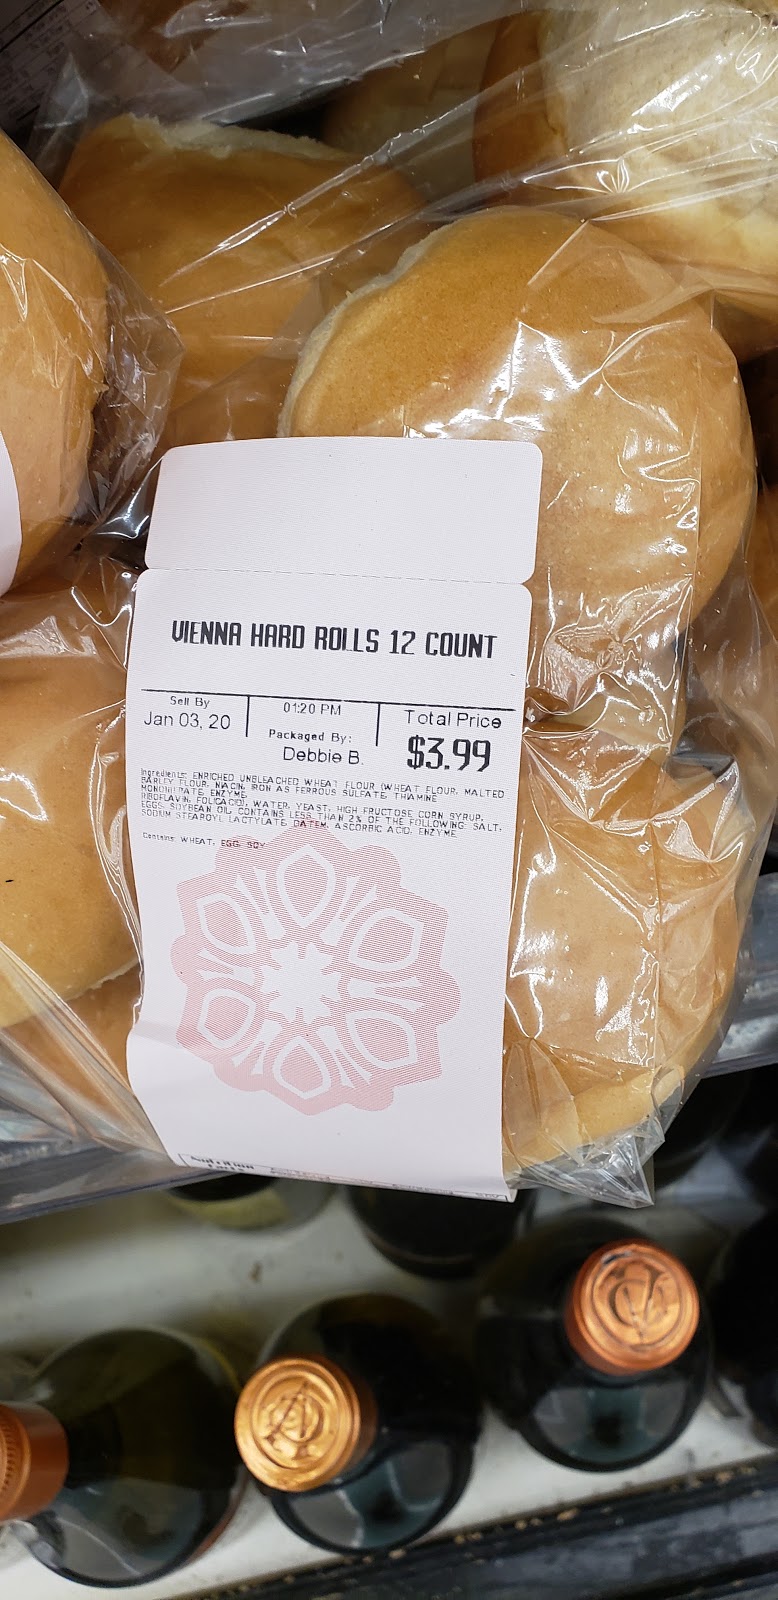 VIENNA HARD ROLLS 12 COUNT
Sell By
Jan 03, 20
01:20 PM
Packaged By:
Debbie B.
Total Price
$3.99
Ingredients: ENRICHED UNBLEACHED WHEAT FLOUR (WHEAT FLOUR, MALTED
BARLEY FLOUR, NIACIN, IRON AS FERROUS SULFATE, THIAMINE
MONONITRATE, ENZYME,
RIBOFLAVIN, FOLICACID), WATER, YEAST, HIGH FRUCTOSE CORN SYRUP,
EGGS, SOYBEAN OIL, CONTAINS LESS THAN 2% OF THE FOLLOWING: SALT,
SODIUM STEAROYL LACTYLATE, DATEM, ASCORBIC ACID, ENZYME
Contains: WHEAT, EGG, SOY
Nutrition
Facts